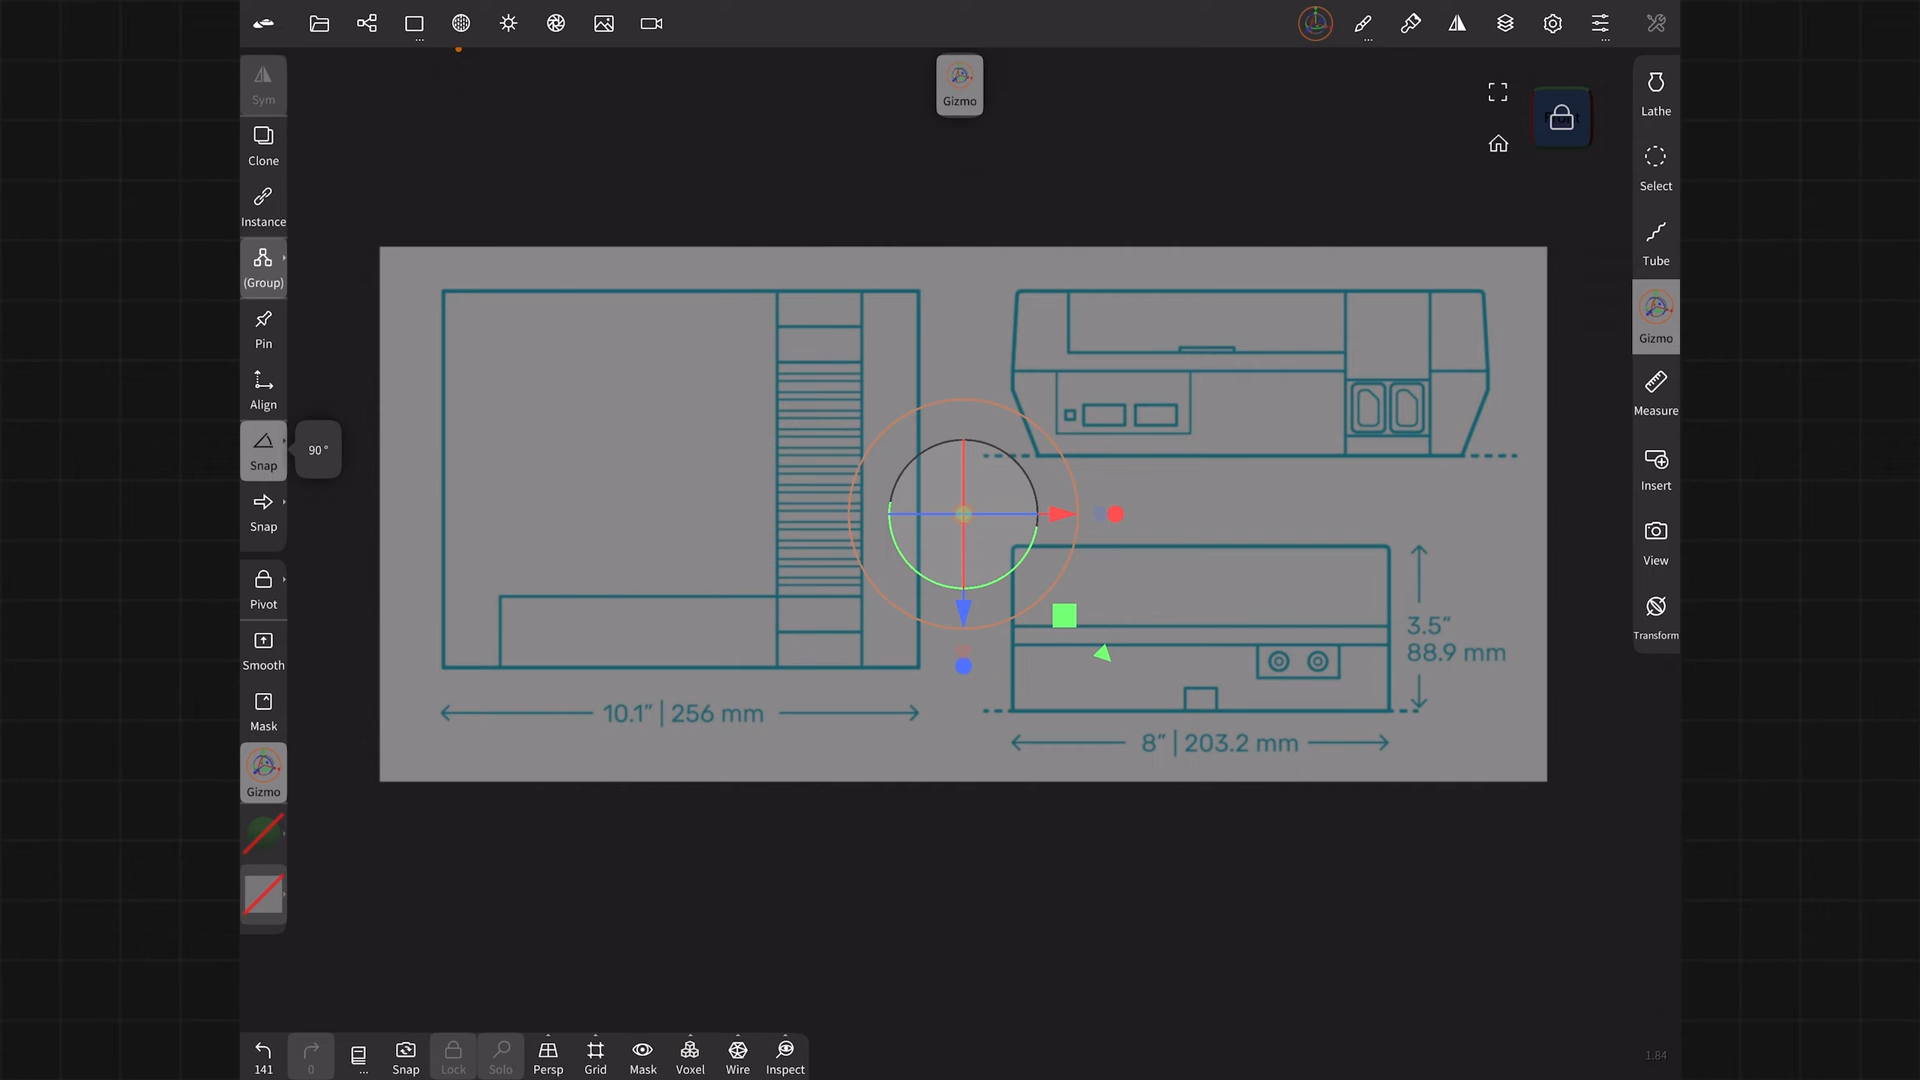 Sym
Clone
Instance
(Group)
Pin
Align
Snap
90°
Snap
Pivot
Smooth
Mask
Gizmo
Gizmo
Lathe
Select
Tube
Gizmo
Measure
Insert
View
Transform
10.1” | 256 mm
3.5”
88.9 mm
8” | 203.2 mm
141
0
...
Snap
Lock
Solo
Persp
Grid
Mask
Voxel
Wire
Inspect
1.84